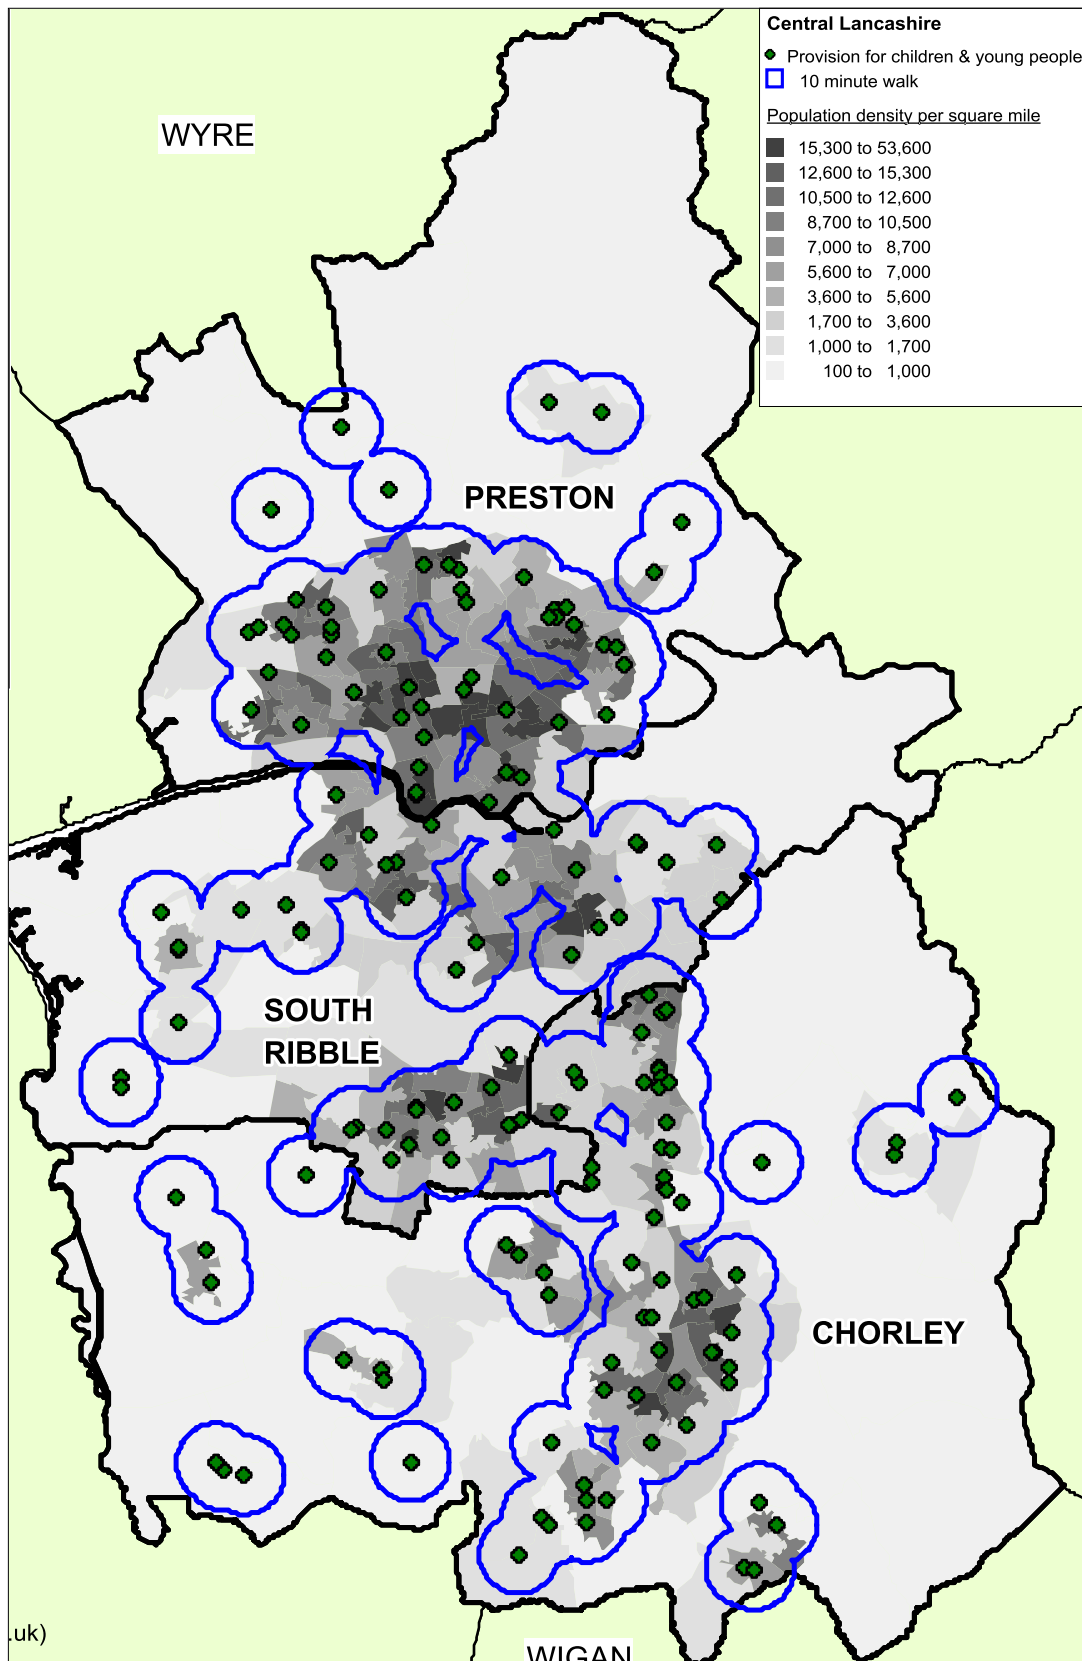 Central Lancashire
Provision for children & young people
10 minute walk
Population density per square mile
15,300 to 53,600
12,600 to 15,300
10,500 to 12,600
8,700 to 10,500
7,000 to 8,700
5,600 to 7,000
3,600 to 5,600
1,700 to 3,600
1,000 to 1,700
100 to 1,000
WYRE
PRESTON
SOUTH
RIBBLE
CHORLEY
.uk)
WIGAN